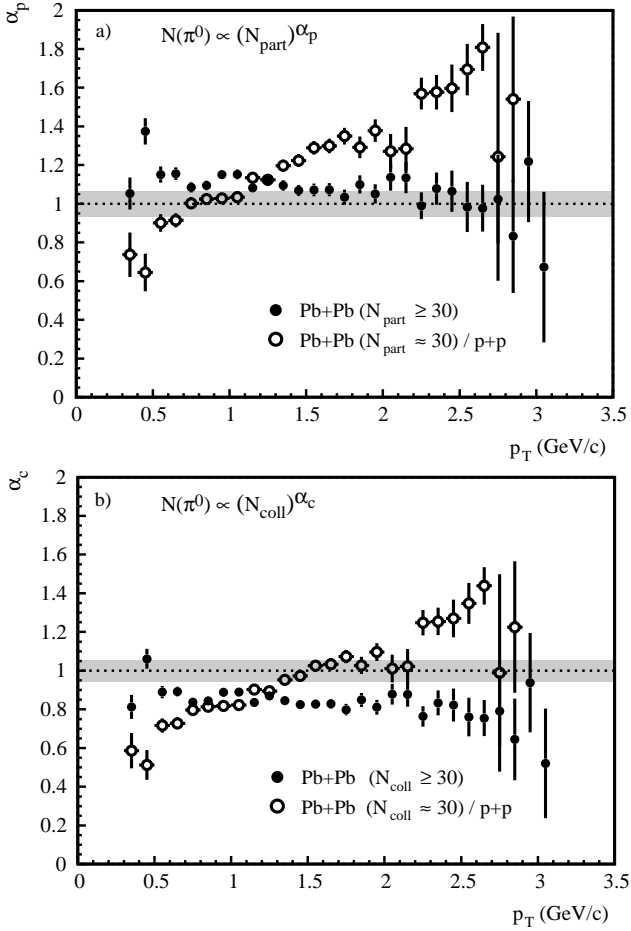 α_p
a) N(π⁰) ∝ (N_part)^α_p
2
1.8
1.6
1.4
1.2
1
0.8
0.6
0.4
0.2
0
Pb+Pb (N_part ≥ 30)
Pb+Pb (N_part ≈ 30) / p+p
0 0.5 1 1.5 2 2.5 3 3.5
p_T (GeV/c)
α_c
b) N(π⁰) ∝ (N_coll)^α_c
2
1.8
1.6
1.4
1.2
1
0.8
0.6
0.4
0.2
0
Pb+Pb (N_coll ≥ 30)
Pb+Pb (N_coll ≈ 30) / p+p
0 0.5 1 1.5 2 2.5 3 3.5
p_T (GeV/c)